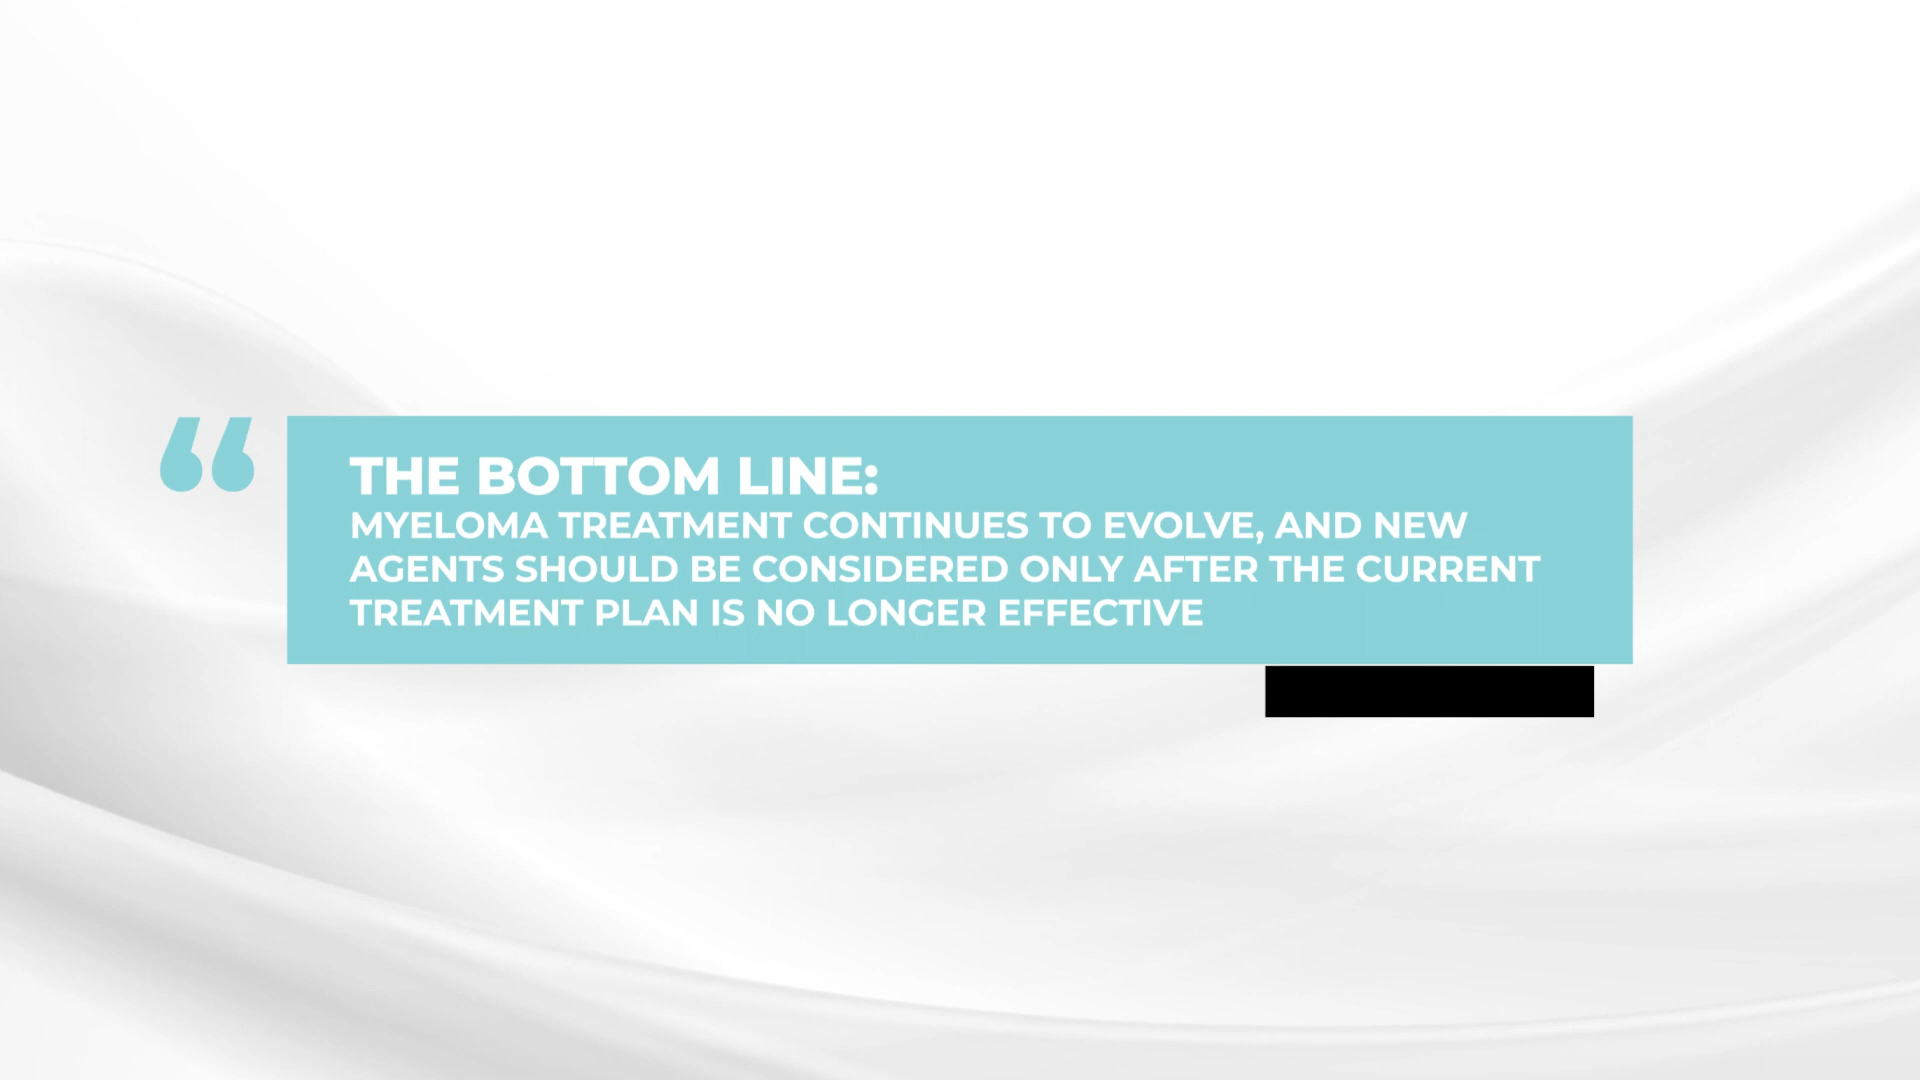 “
THE BOTTOM LINE:
MYELOMA TREATMENT CONTINUES TO EVOLVE, AND NEW
AGENTS SHOULD BE CONSIDERED ONLY AFTER THE CURRENT
TREATMENT PLAN IS NO LONGER EFFECTIVE